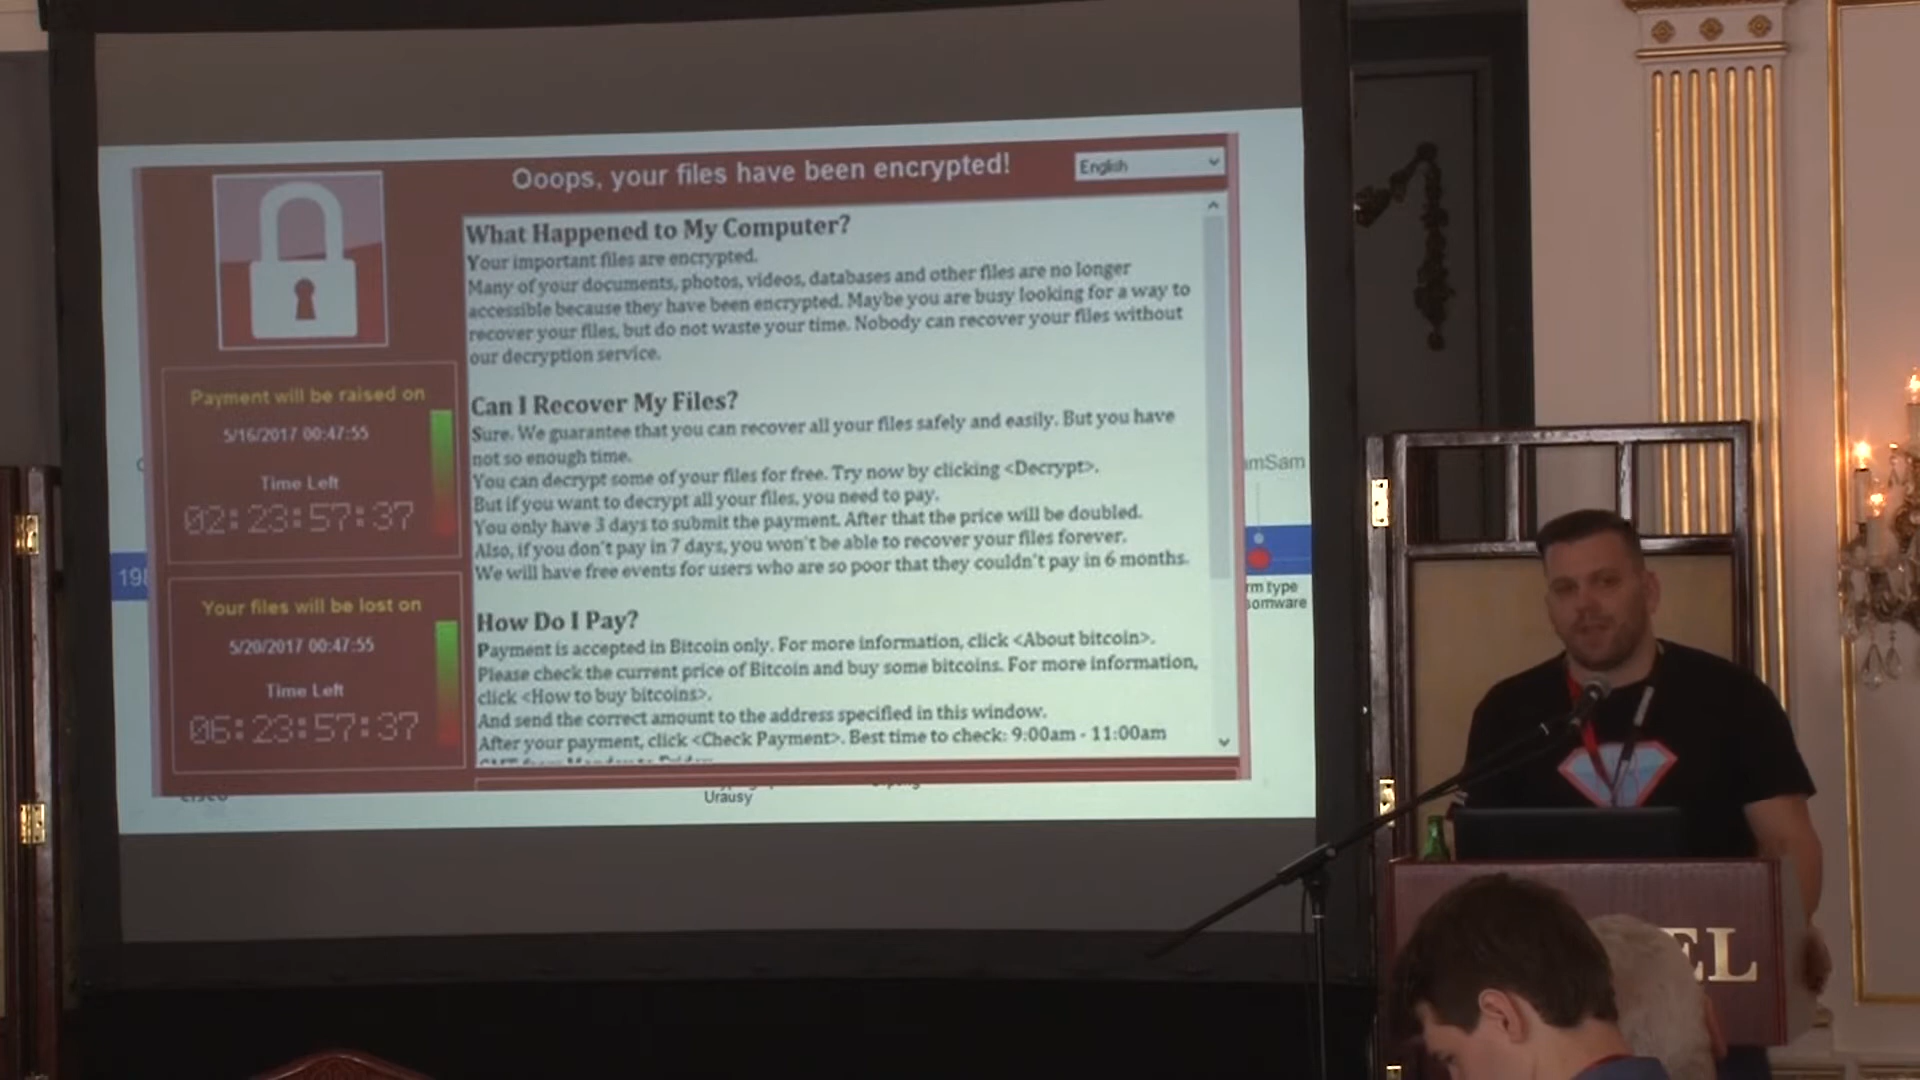 Ooops, your files have been encrypted!
English
What Happened to My Computer?
Your important files are encrypted.
Many of your documents, photos, videos, databases and other files are no longer
accessible because they have been encrypted. Maybe you are busy looking for a way to
recover your files, but do not waste your time. Nobody can recover your files without
our decryption service.
Can I Recover My Files?
Sure. We guarantee that you can recover all your files safely and easily. But you have
not so enough time.
You can decrypt some of your files for free. Try now by clicking <Decrypt>.
But if you want to decrypt all your files, you need to pay.
You only have 3 days to submit the payment. After that the price will be doubled.
Also, if you don't pay in 7 days, you won't be able to recover your files forever.
We will have free events for users who are so poor that they couldn't pay in 6 months.
How Do I Pay?
Payment is accepted in Bitcoin only. For more information, click <About bitcoin>.
Please check the current price of Bitcoin and buy some bitcoins. For more information,
click <How to buy bitcoins>.
And send the correct amount to the address specified in this window.
After your payment, click <Check Payment>. Best time to check: 9:00am - 11:00am
Payment will be raised on
5/16/2017 00:47:55
Time Left
02:23:57:37
Your files will be lost on
5/20/2017 00:47:55
Time Left
06:23:57:37
198
mSam
rm type
somware
Urausy
EL